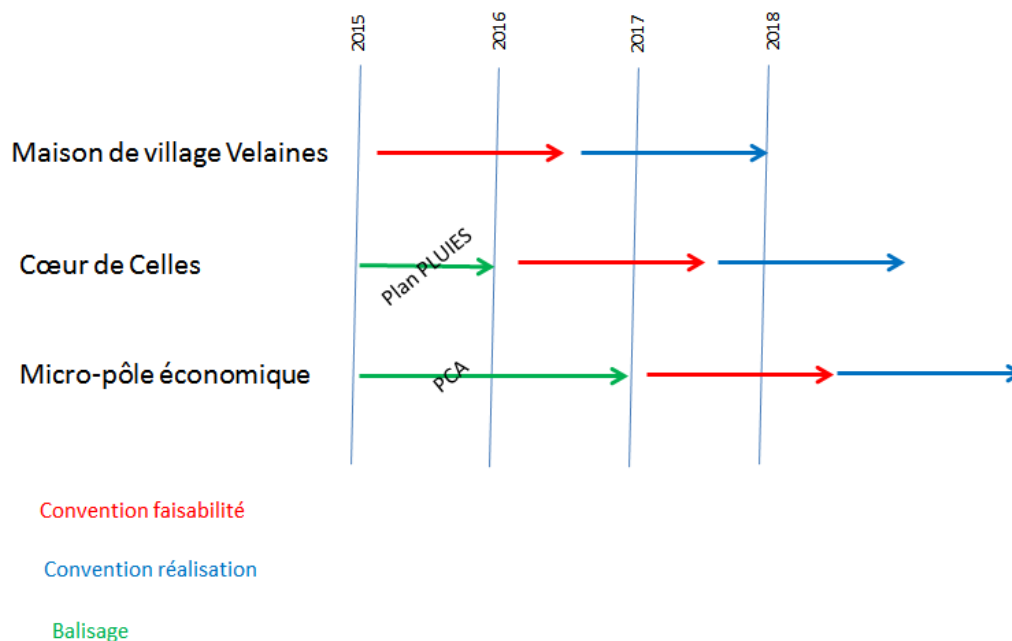 2015
2016
2017
2018
Maison de village Velaines
Cœur de Celles
Plan PLUIES
Micro-pôle économique
PCA
Convention faisabilité
Convention réalisation
Balisage